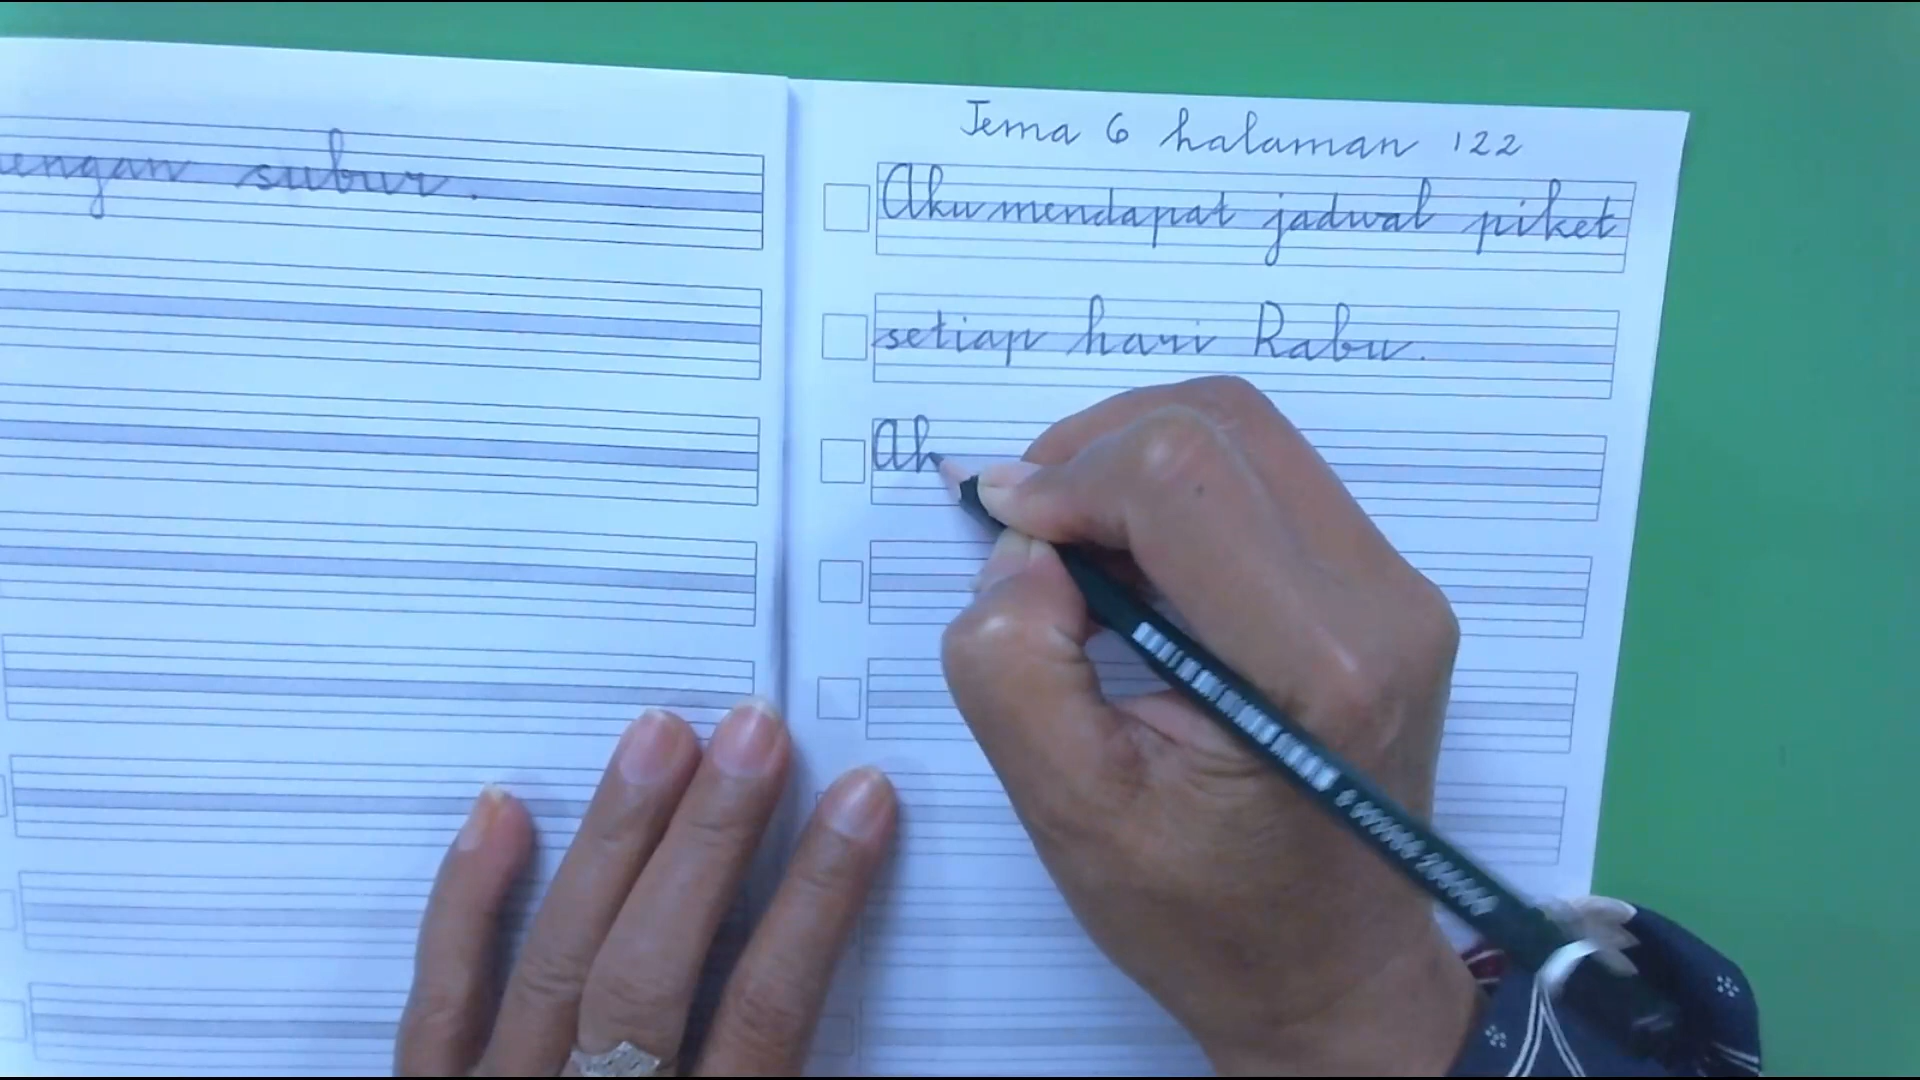 engan subur.
Tema 6 halaman 122
Aku mendapat jadwal piket
setiap hari Rabu.
Ak